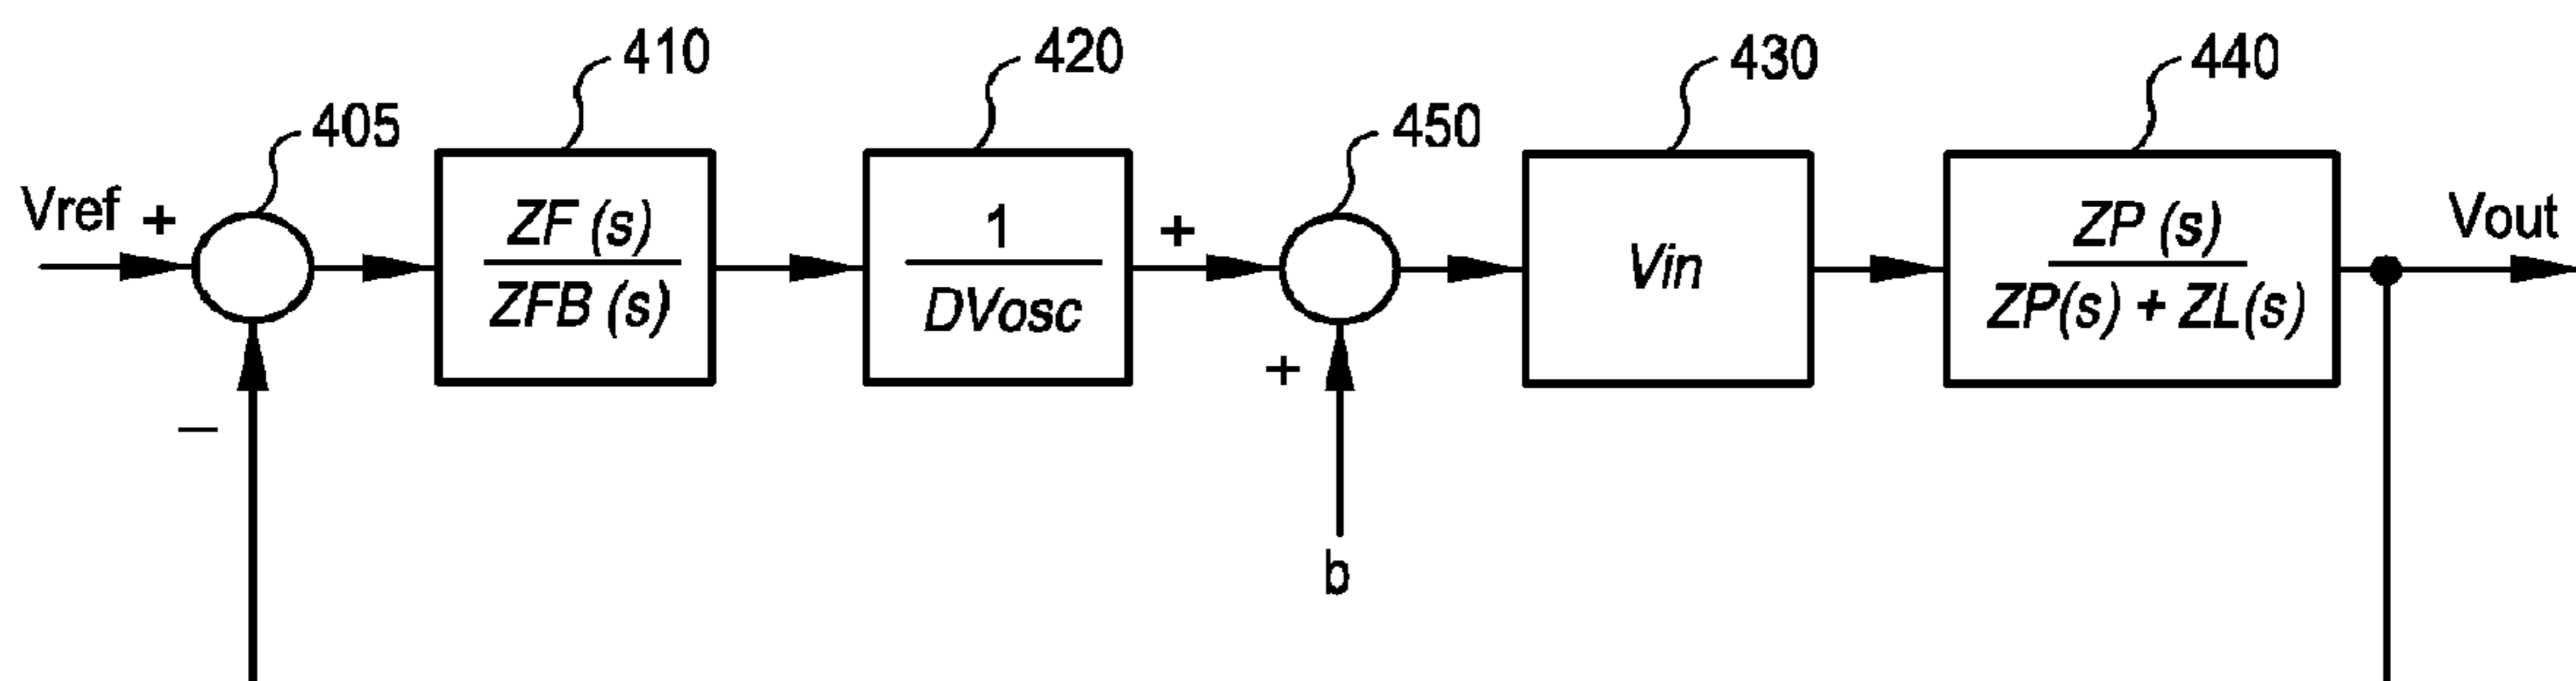 410
420
430
440
405
450
Vref +
ZF (s)
ZFB (s)
1
DVosc
+
Vin
ZP (s)
ZP(s) + ZL(s)
Vout
+
–
b